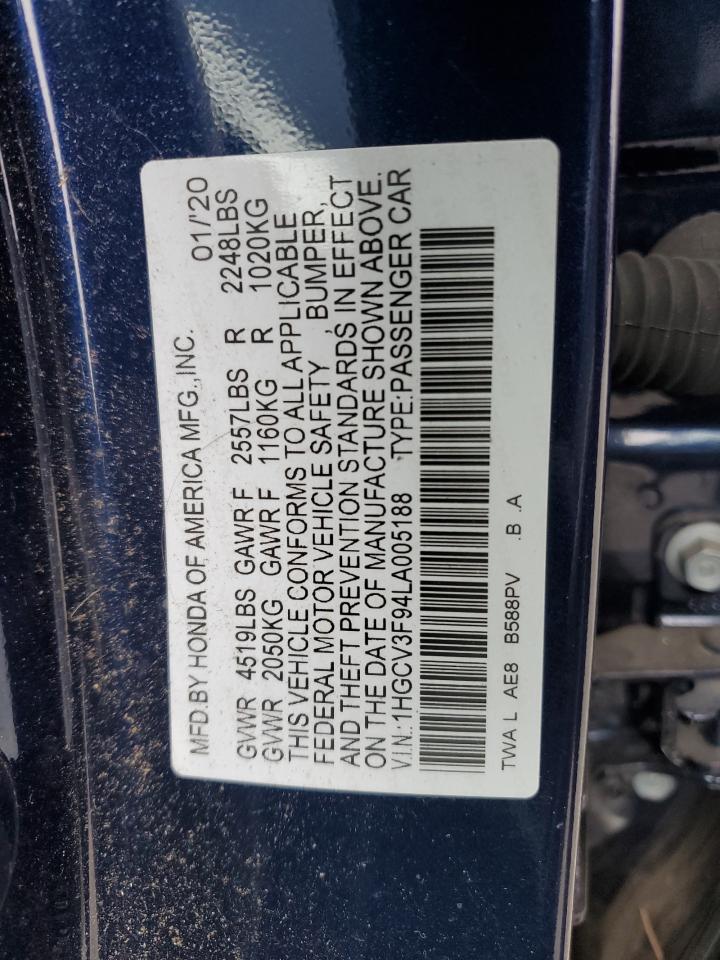 MFD. BY HONDA OF AMERICA MFG., INC. 01/'20
GVWR 4519LBS GAWR F 2557LBS R 2248LBS
GVWR 2050KG GAWR F 1160KG R 1020KG
THIS VEHICLE CONFORMS TO ALL APPLICABLE
FEDERAL MOTOR VEHICLE SAFETY , BUMPER,
AND THEFT PREVENTION STANDARDS IN EFFECT
ON THE DATE OF MANUFACTURE SHOWN ABOVE.
V.I.N.: 1HGCV3F94LA005188 TYPE:PASSENGER CAR
TWA L AE8 B588PV .B .A